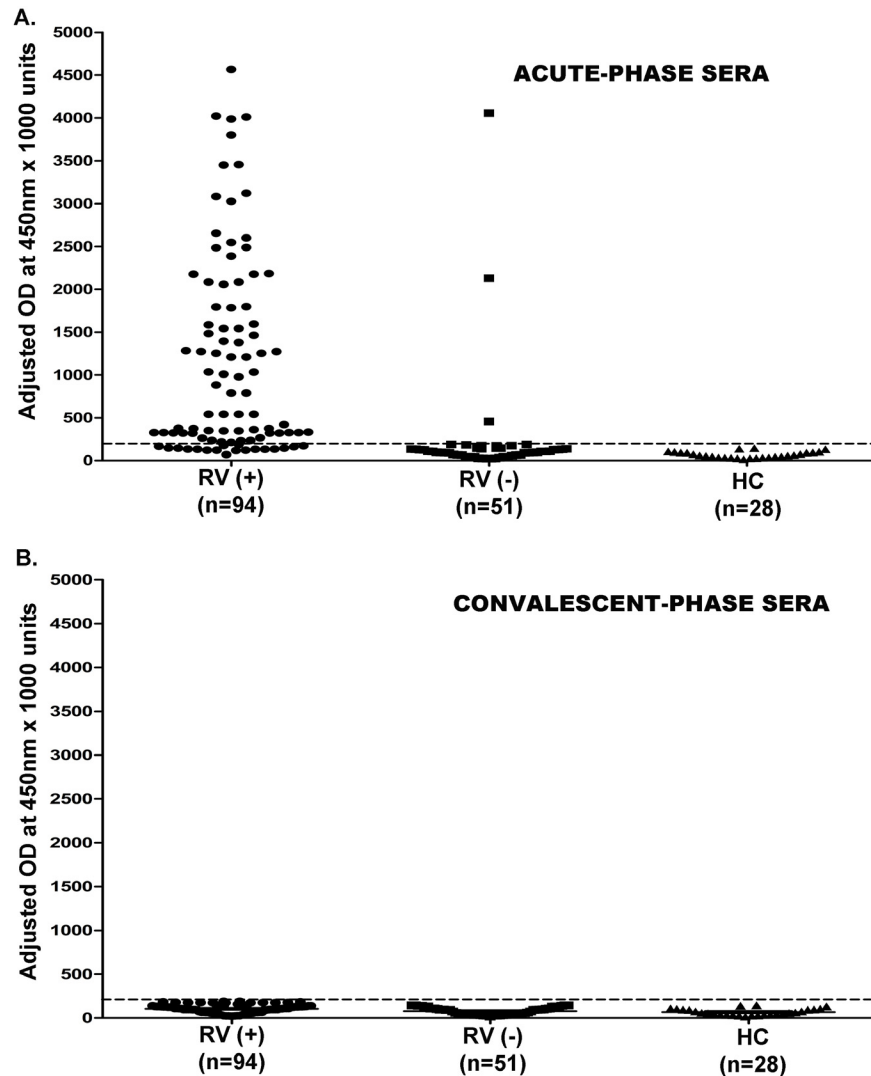 A.
Adjusted OD at 450nm x 1000 units
5000
4500
4000
3500
3000
2500
2000
1500
1000
500
0
ACUTE-PHASE SERA
RV (+)
(n=94)
RV (-)
(n=51)
HC
(n=28)
B.
Adjusted OD at 450nm x 1000 units
5000
4500
4000
3500
3000
2500
2000
1500
1000
500
0
CONVALESCENT-PHASE SERA
RV (+)
(n=94)
RV (-)
(n=51)
HC
(n=28)